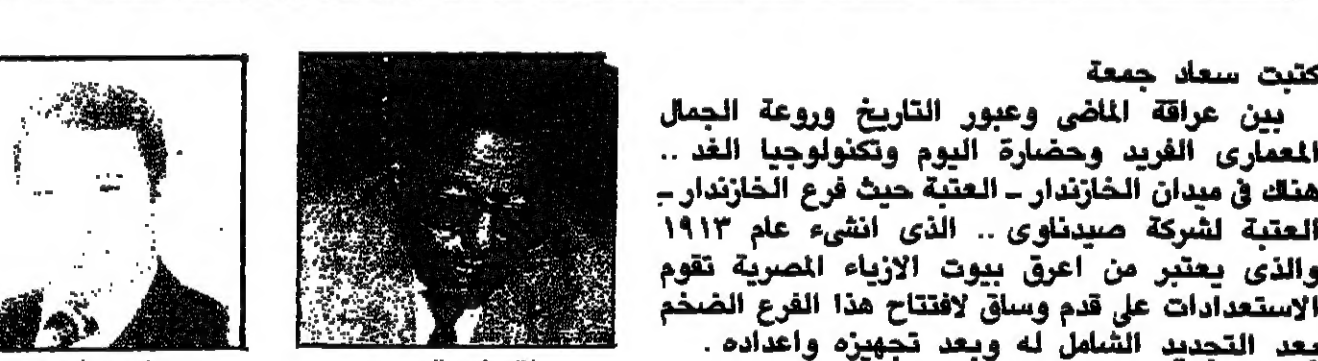 كتبت سعاد جمعة
بين عراقة الماضى وعبور التاريخ وروعة الجمال
المعمارى الفريد وحضارة اليوم وتكنولوجيا الغد ..
هناك فى ميدان الخازندار ــ العتبة حيث فرع الخازندار ــ
العتبة لشركة صيدناوى .. الذى انشىء عام ١٩١٣
والذى يعتبر من اعرق بيوت الازياء المصرية تقوم
الاستعدادات على قدم وساق لافتتاح هذا الفرع الضخم
بعد التجديد الشامل له وبعد تجهيزه واعداده .